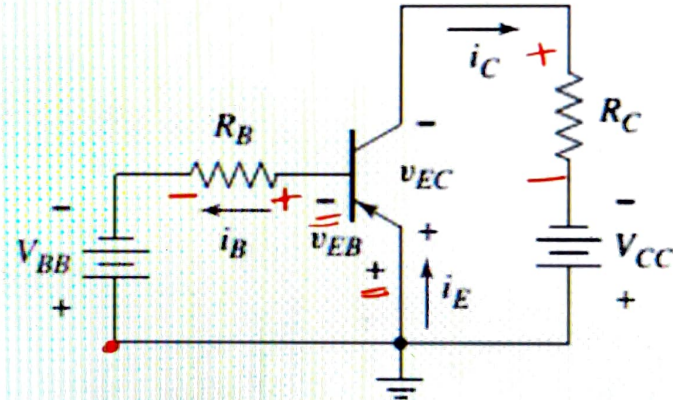 i_C
+
R_B
−
R_C
− + − v_EC −
− i_B v_EB +
V_BB + V_CC
+ i_E +